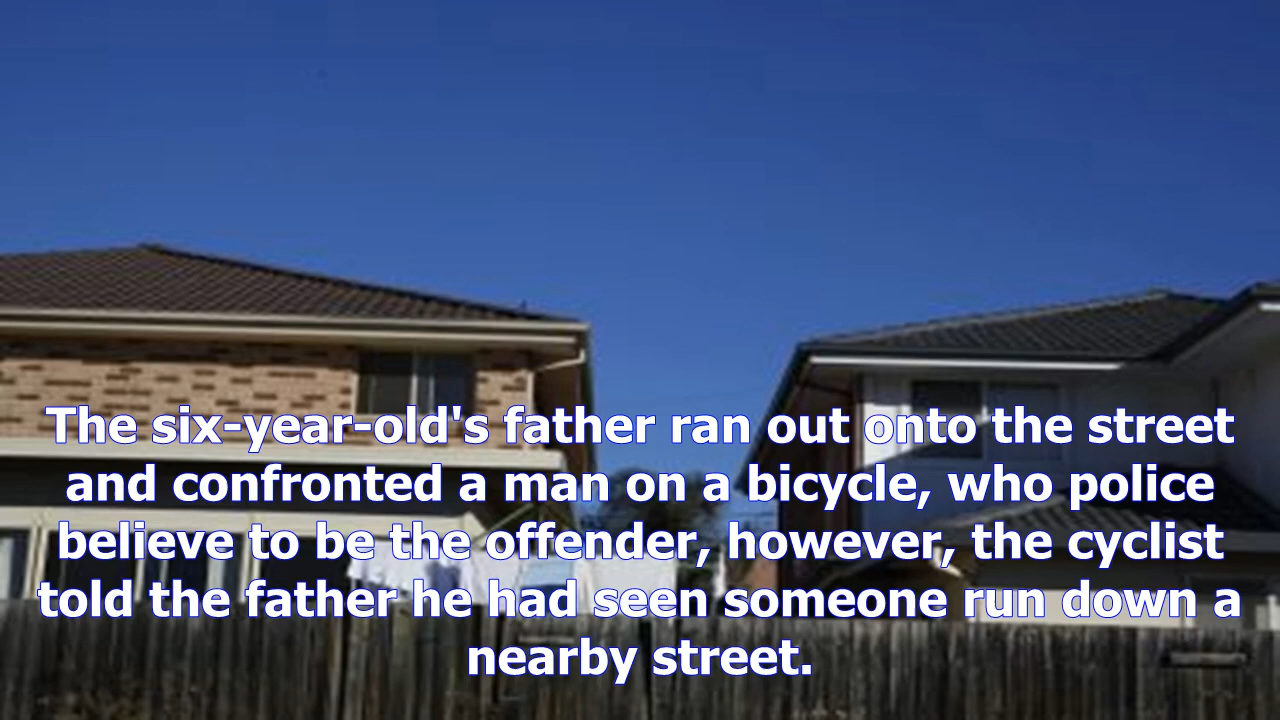 The six-year-old's father ran out onto the street
and confronted a man on a bicycle, who police
believe to be the offender, however, the cyclist
told the father he had seen someone run down a
nearby street.